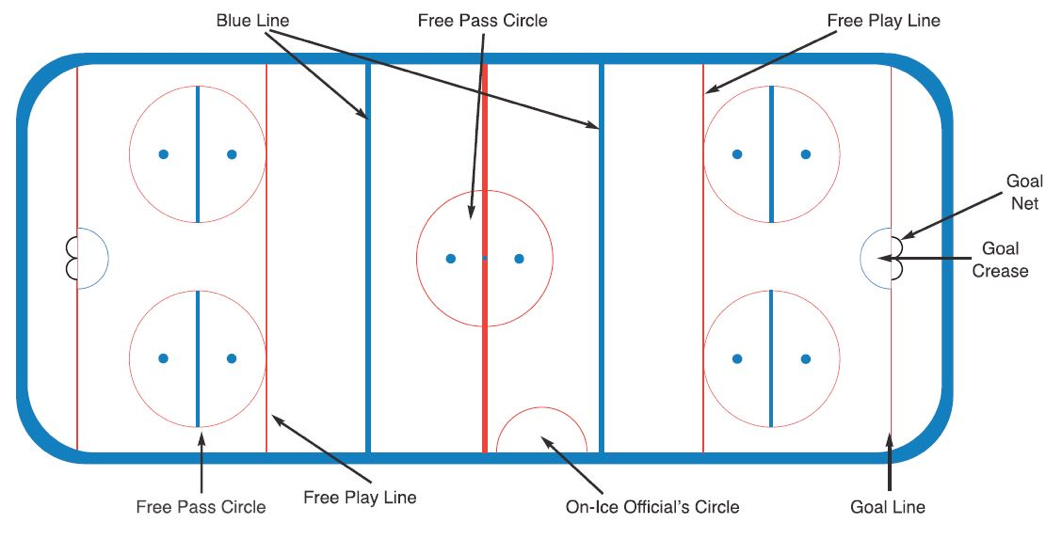 Blue Line
Free Pass Circle
Free Play Line
Goal
Net
Goal
Crease
Free Pass Circle
Free Play Line
On-Ice Official's Circle
Goal Line